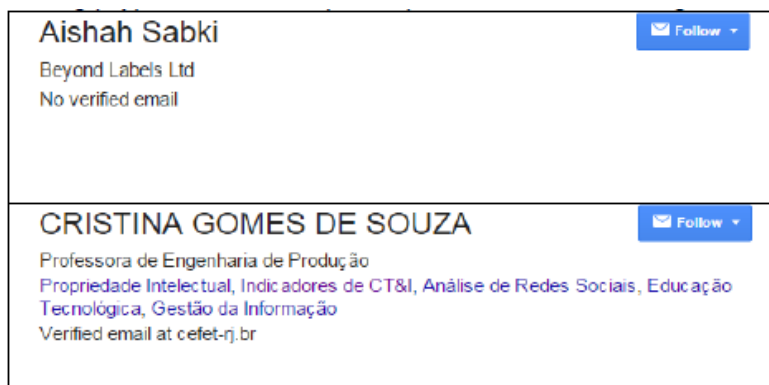 Aishah Sabki
Follow
Beyond Labels Ltd
No verified email
CRISTINA GOMES DE SOUZA
Follow
Professora de Engenharia de Produção
Propriedade Intelectual, Indicadores de CT&I, Análise de Redes Sociais, Educação
Tecnológica, Gestão da Informação
Verified email at cefet-rj.br